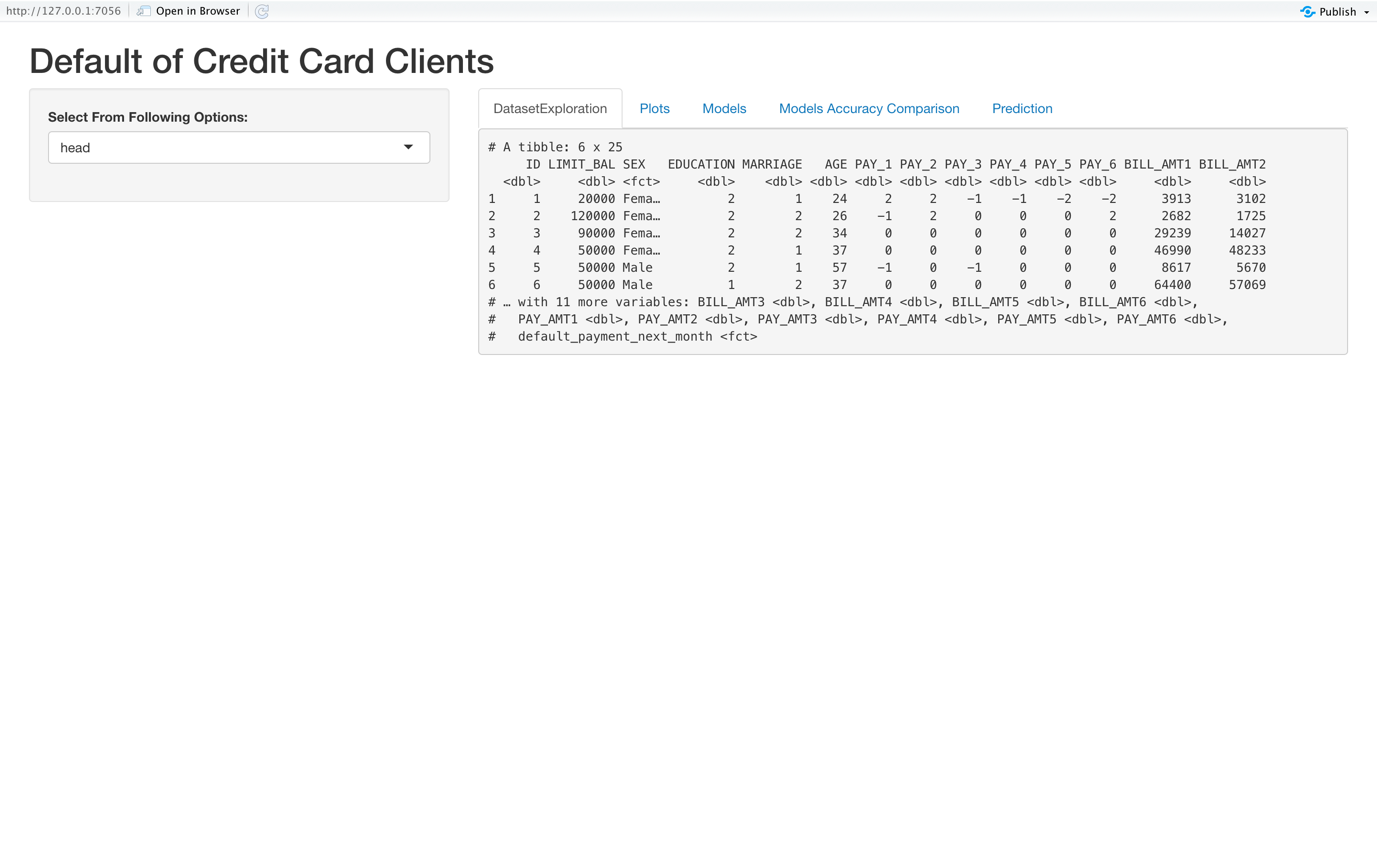 http://127.0.0.1:7056 Open in Browser Publish
Default of Credit Card Clients
Select From Following Options:
head
DatasetExploration Plots Models Models Accuracy Comparison Prediction
# A tibble: 6 x 25
ID LIMIT_BAL SEX EDUCATION MARRIAGE AGE PAY_1 PAY_2 PAY_3 PAY_4 PAY_5 PAY_6 BILL_AMT1 BILL_AMT2
<dbl> <dbl> <fct> <dbl> <dbl> <dbl> <dbl> <dbl> <dbl> <dbl> <dbl> <dbl> <dbl> <dbl>
1 1 20000 Fema… 2 1 24 2 2 −1 −1 −2 −2 3913 3102
2 2 120000 Fema… 2 2 26 −1 2 0 0 0 2 2682 1725
3 3 90000 Fema… 2 2 34 0 0 0 0 0 0 29239 14027
4 4 50000 Fema… 2 1 37 0 0 0 0 0 0 46990 48233
5 5 50000 Male 2 1 57 −1 0 −1 0 0 0 8617 5670
6 6 50000 Male 1 2 37 0 0 0 0 0 0 64400 57069
# … with 11 more variables: BILL_AMT3 <dbl>, BILL_AMT4 <dbl>, BILL_AMT5 <dbl>, BILL_AMT6 <dbl>,
# PAY_AMT1 <dbl>, PAY_AMT2 <dbl>, PAY_AMT3 <dbl>, PAY_AMT4 <dbl>, PAY_AMT5 <dbl>, PAY_AMT6 <dbl>,
# default_payment_next_month <fct>